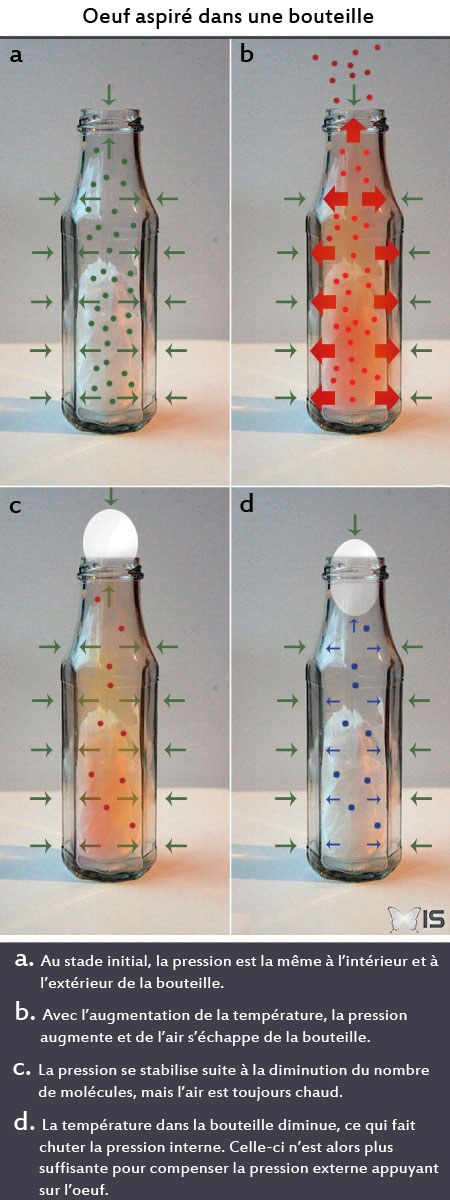 Oeuf aspiré dans une bouteille
a
b
c
d
IS
a. Au stade initial, la pression est la même à l'intérieur et à
l'extérieur de la bouteille.
b. Avec l'augmentation de la température, la pression
augmente et de l'air s'échappe de la bouteille.
c. La pression se stabilise suite à la diminution du nombre
de molécules, mais l'air est toujours chaud.
d. La température dans la bouteille diminue, ce qui fait
chuter la pression interne. Celle-ci n'est alors plus
suffisante pour compenser la pression externe appuyant
sur l'oeuf.